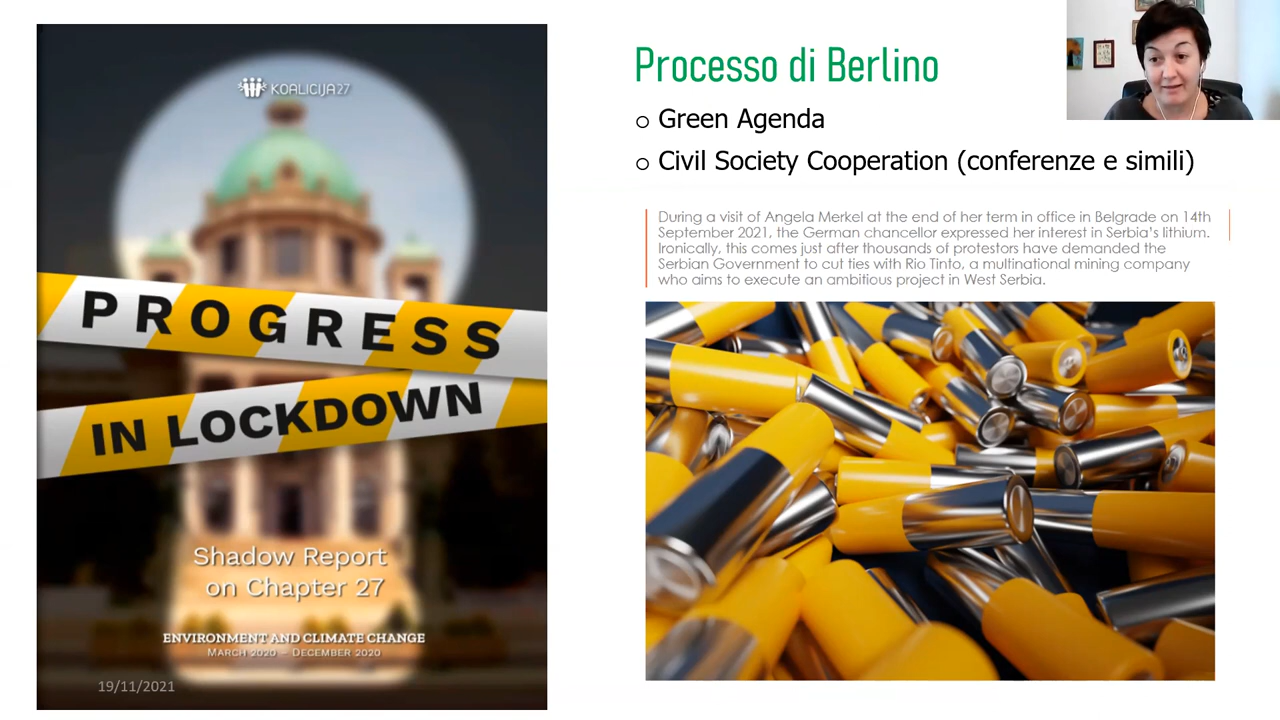 KOALICIJA27
PROGRESS
IN LOCKDOWN
Shadow Report
on Chapter 27
ENVIRONMENT AND CLIMATE CHANGE
MARCH 2020 – DECEMBER 2020
19/11/2021
Processo di Berlino
o Green Agenda
o Civil Society Cooperation (conferenze e simili)
During a visit of Angela Merkel at the end of her term in office in Belgrade on 14th
September 2021, the German chancellor expressed her interest in Serbia's lithium.
Ironically, this comes just after thousands of protestors have demanded the
Serbian Government to cut ties with Rio Tinto, a multinational mining company
who aims to execute an ambitious project in West Serbia.